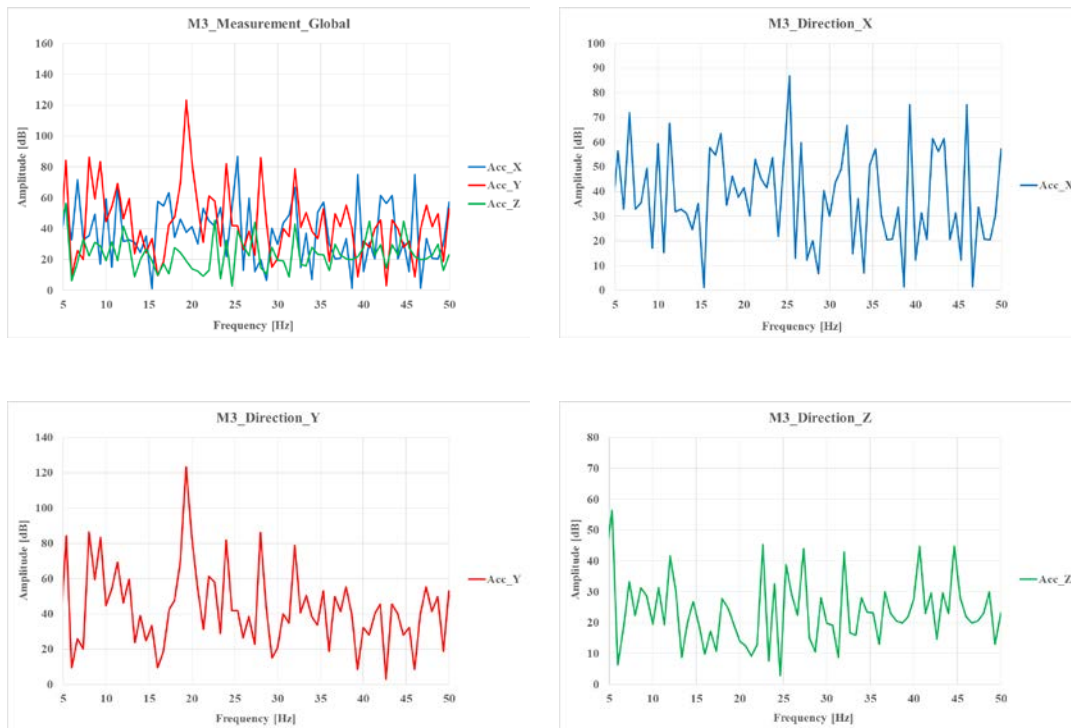 M3_Measurement_Global
160
140
120
100
80
60
40
20
0
Amplitude [dB]
5 10 15 20 25 30 35 40 45 50
Frequency [Hz]
Acc_X
Acc_Y
Acc_Z
M3_Direction_X
100
90
80
70
60
50
40
30
20
10
0
Amplitude [dB]
5 10 15 20 25 30 35 40 45 50
Frequency [Hz]
Acc_X
M3_Direction_Y
140
120
100
80
60
40
20
0
Amplitude [dB]
5 10 15 20 25 30 35 40 45 50
Frequency [Hz]
Acc_Y
M3_Direction_Z
80
70
60
50
40
30
20
10
0
Amplitude [dB]
5 10 15 20 25 30 35 40 45 50
Frequency [Hz]
Acc_Z